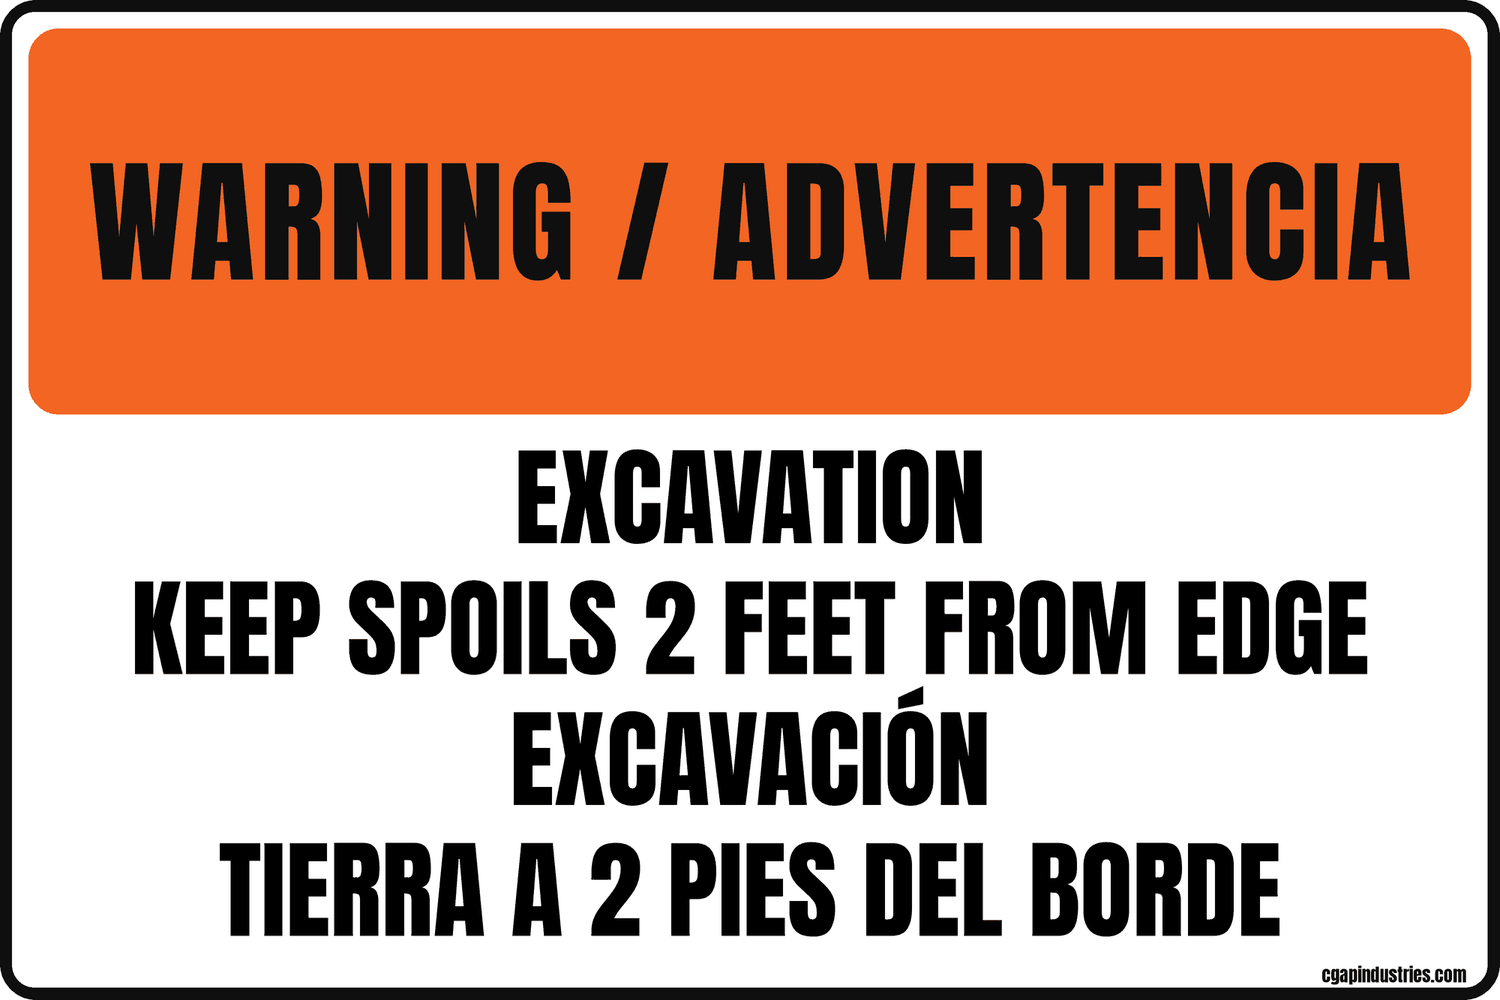 WARNING / ADVERTENCIA
EXCAVATION
KEEP SPOILS 2 FEET FROM EDGE
EXCAVACIÓN
TIERRA A 2 PIES DEL BORDE
cgapindustries.com